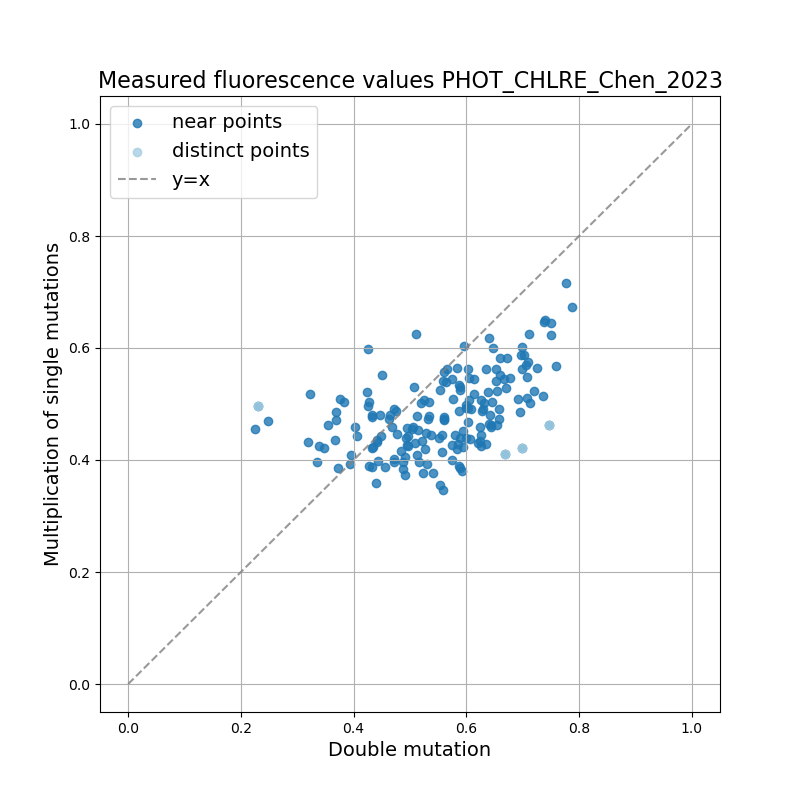 Measured fluorescence values PHOT_CHLRE_Chen_2023
near points
distinct points
y=x
Multiplication of single mutations
1.0
0.8
0.6
0.4
0.2
0.0
0.0 0.2 0.4 0.6 0.8 1.0
Double mutation